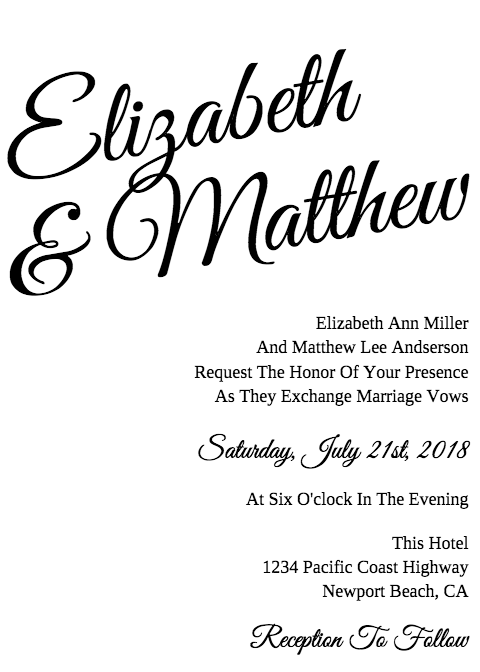 Elizabeth
& Matthew
Elizabeth Ann Miller
And Matthew Lee Andserson
Request The Honor Of Your Presence
As They Exchange Marriage Vows
Saturday, July 21st, 2018
At Six O'clock In The Evening
This Hotel
1234 Pacific Coast Highway
Newport Beach, CA
Reception To Follow